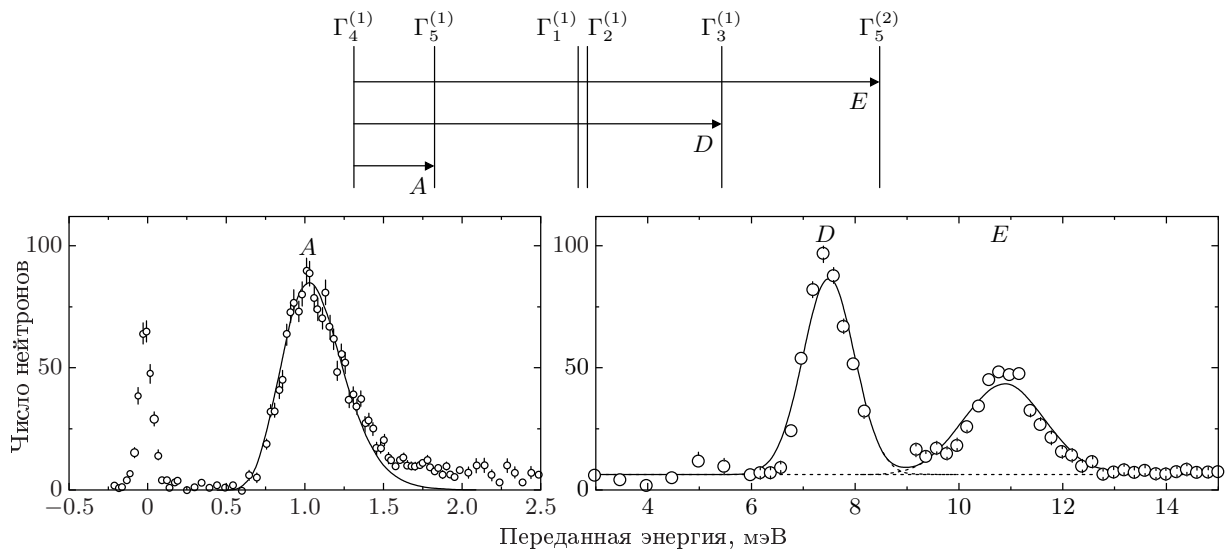 Γ₄⁽¹⁾ Γ₅⁽¹⁾ Γ₁⁽¹⁾ Γ₂⁽¹⁾ Γ₃⁽¹⁾ Γ₅⁽²⁾
E
D
A
Число нейтронов
100
50
0
A
−0.5 0 0.5 1.0 1.5 2.0 2.5
100
50
0
D E
4 6 8 10 12 14
Переданная энергия, мэВ